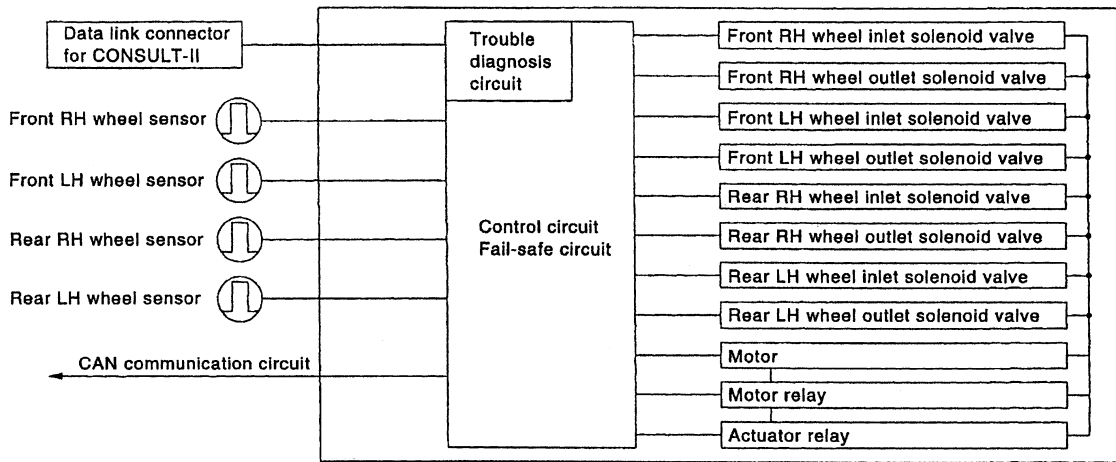 Data link connector
for CONSULT-II
Front RH wheel sensor
Front LH wheel sensor
Rear RH wheel sensor
Rear LH wheel sensor
CAN communication circuit
Trouble
diagnosis
circuit
Control circuit
Fail-safe circuit
Front RH wheel inlet solenoid valve
Front RH wheel outlet solenoid valve
Front LH wheel inlet solenoid valve
Front LH wheel outlet solenoid valve
Rear RH wheel inlet solenoid valve
Rear RH wheel outlet solenoid valve
Rear LH wheel inlet solenoid valve
Rear LH wheel outlet solenoid valve
Motor
Motor relay
Actuator relay